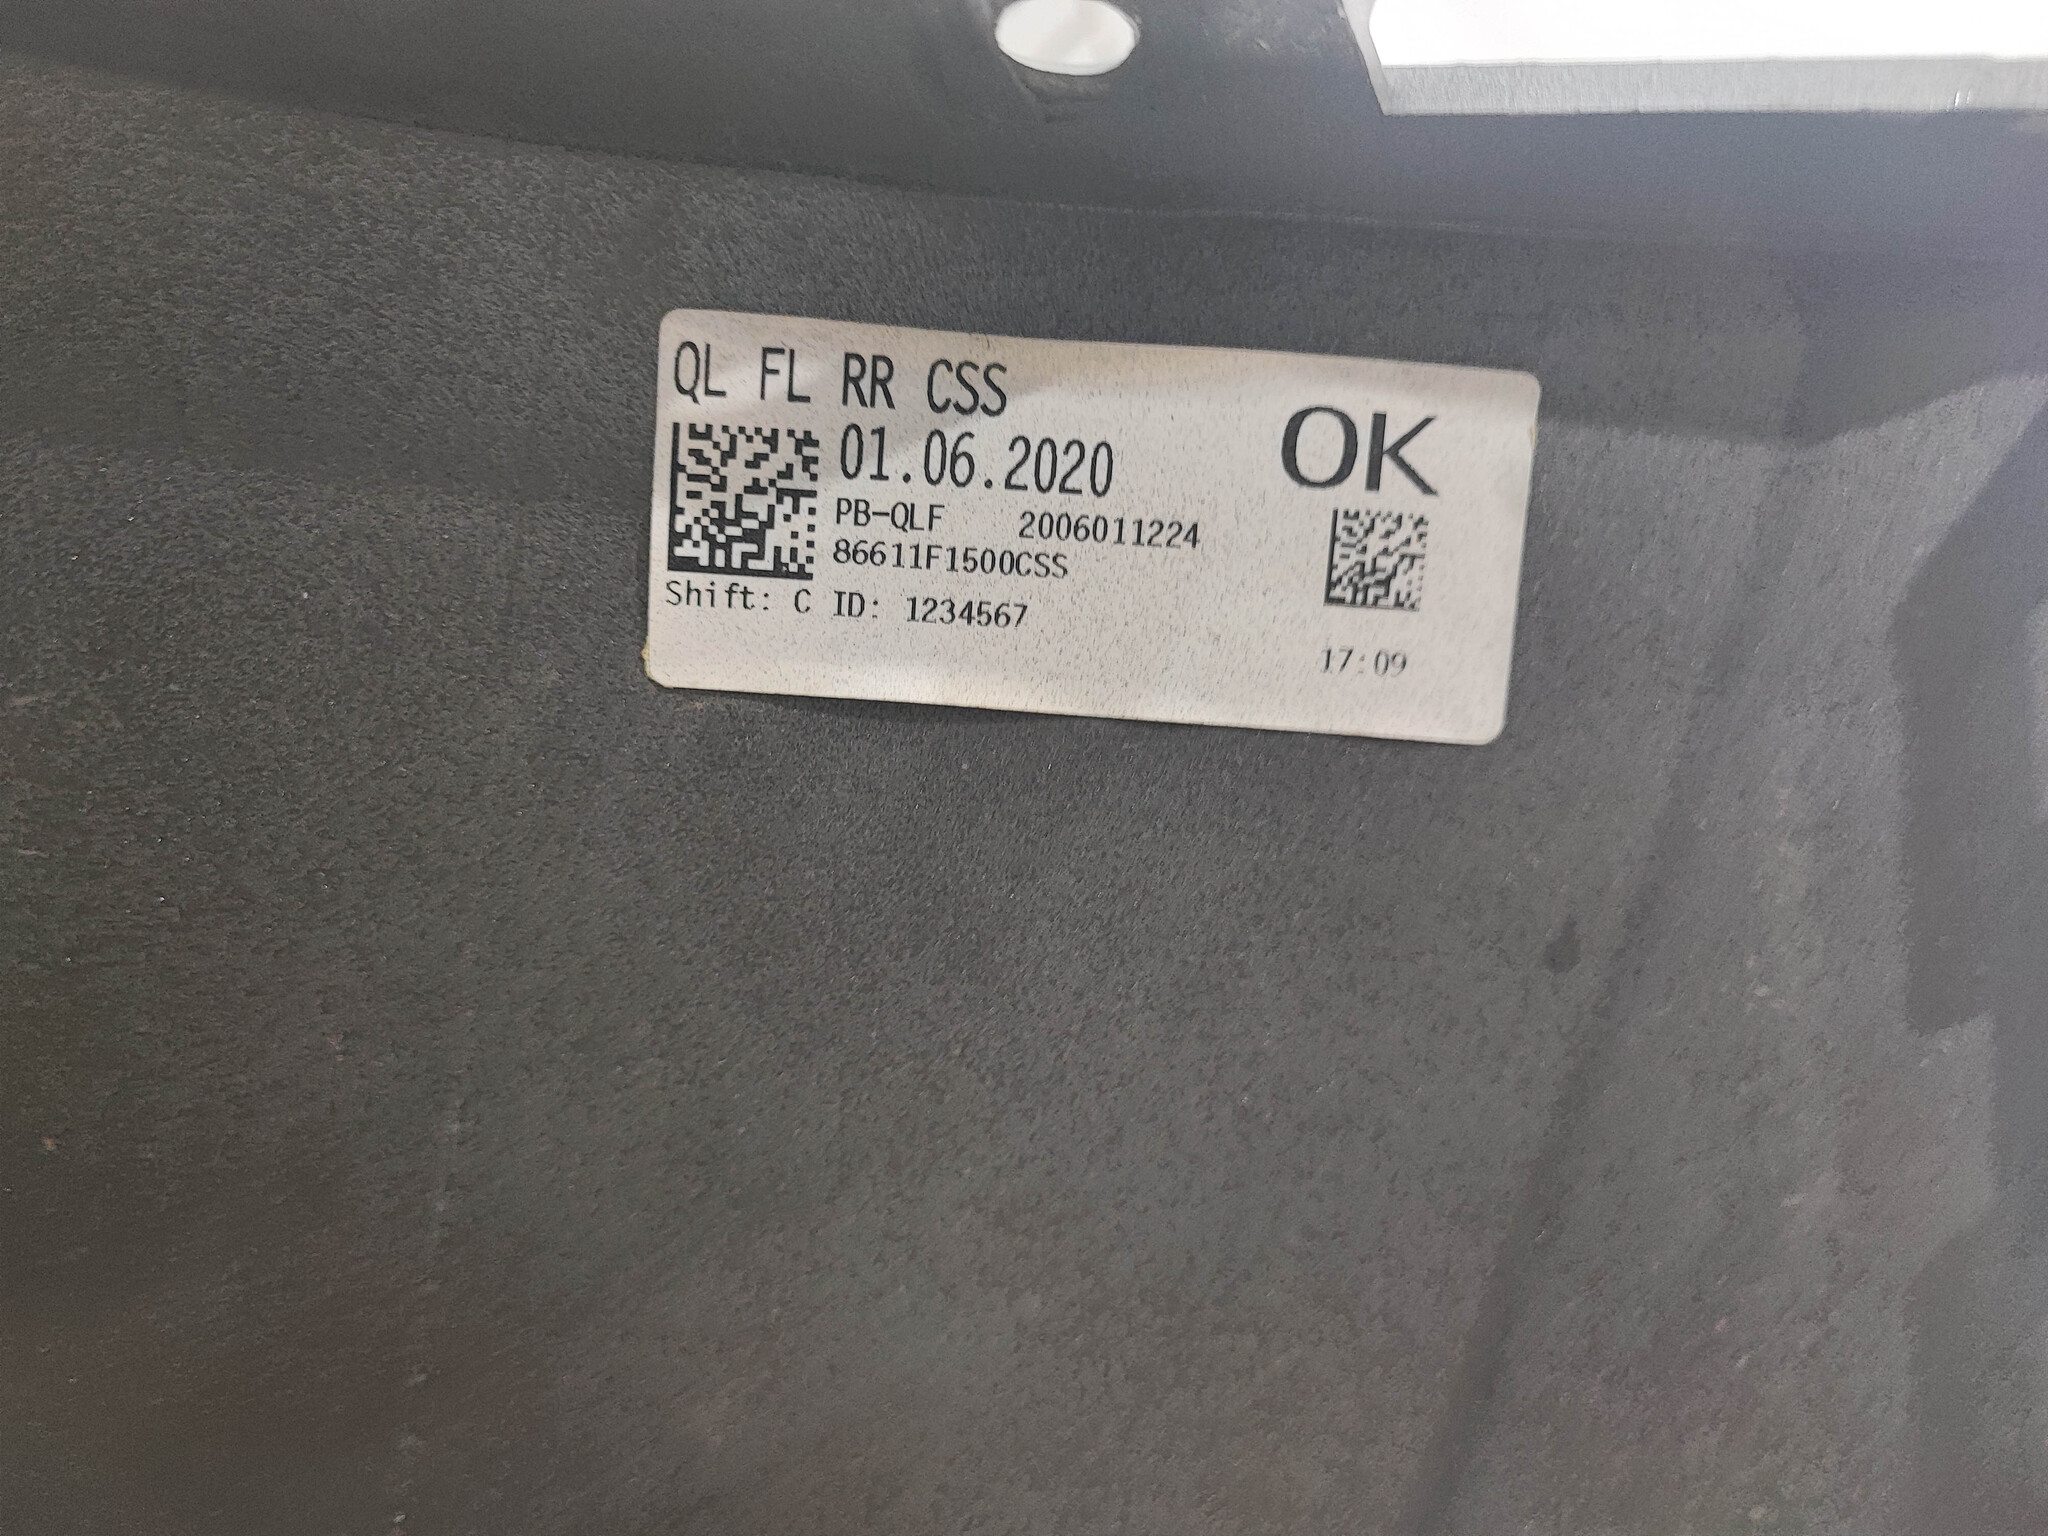 QL FL RR CSS
OK
01.06.2020
PB-QLF 2006011224
86611F1500CSS
Shift: C ID: 1234567
17:09